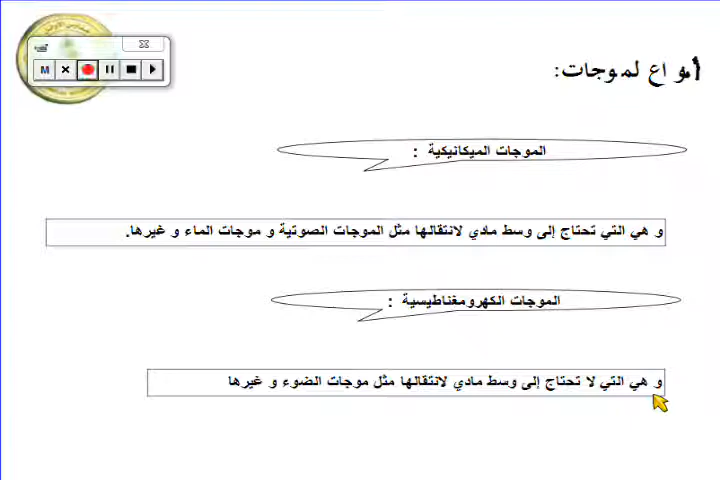 أنواع لموجات:
M
الموجات الميكانيكية :
و هي التي تحتاج إلى وسط مادي لانتقالها مثل الموجات الصوتية و موجات الماء و غيرها.
الموجات الكهرومغناطيسية :
و هي التي لا تحتاج إلى وسط مادي لانتقالها مثل موجات الضوء و غيرها